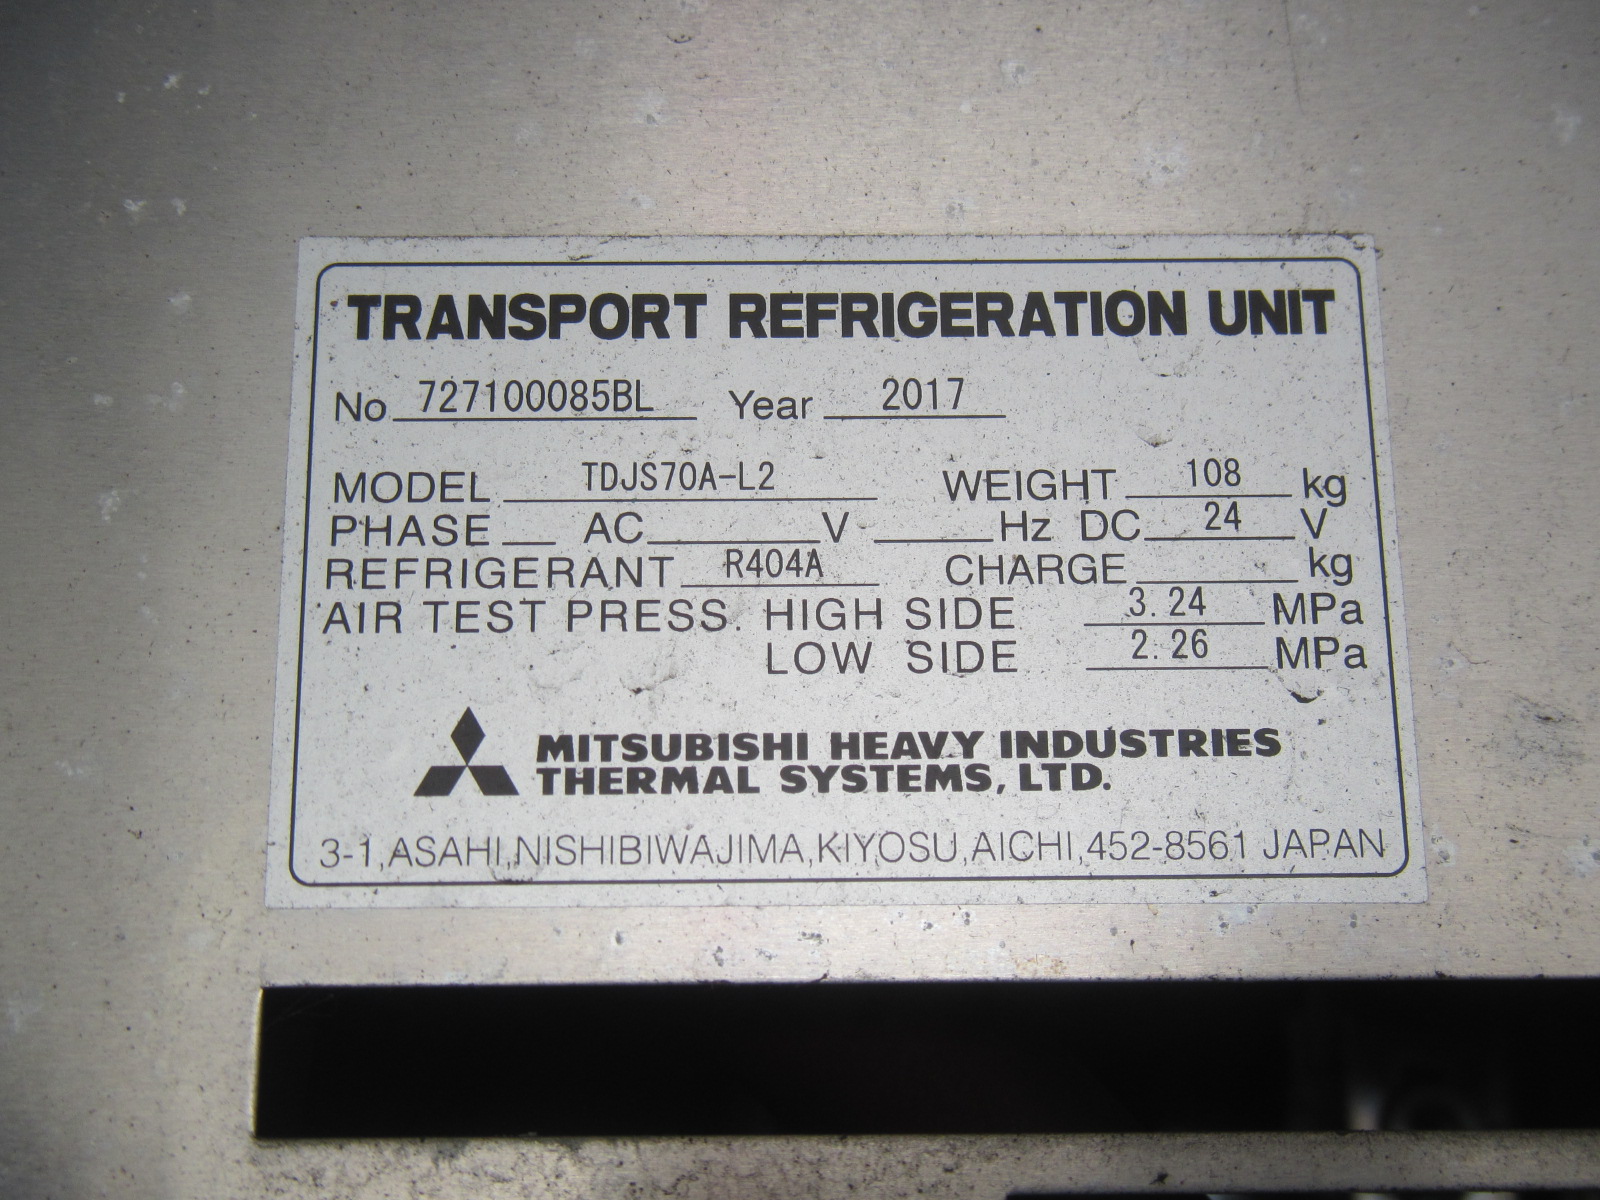 TRANSPORT REFRIGERATION UNIT
No 727100085BL Year 2017
MODEL TDJS70A-L2 WEIGHT 108 kg
PHASE AC V Hz DC 24 V
REFRIGERANT R404A CHARGE kg
AIR TEST PRESS. HIGH SIDE 3.24 MPa
LOW SIDE 2.26 MPa
MITSUBISHI HEAVY INDUSTRIES
THERMAL SYSTEMS, LTD.
3-1,ASAHI,NISHIBIWAJIMA,KIYOSU,AICHI,452-8561 JAPAN